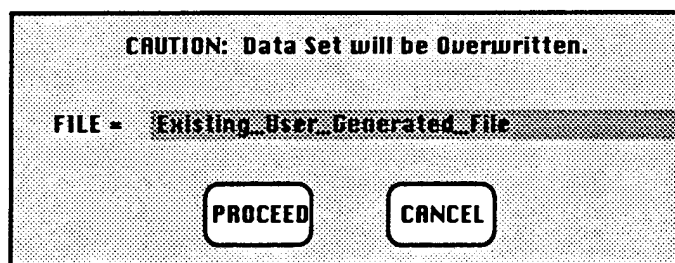 CAUTION: Data Set will be Overwritten.
FILE = Existing_User_Generated_File
PROCEED CANCEL